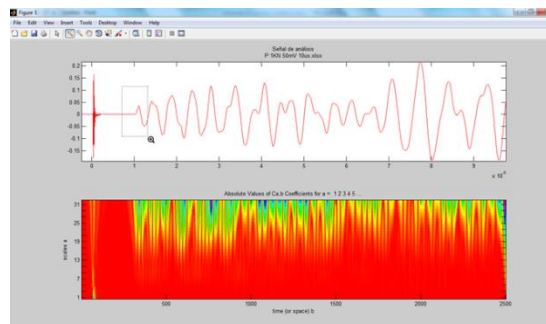 Figure 1
File Edit View Insert Tools Desktop Window Help
Señal de análisis
P 1KN 50mV 10us.xlsx
0.2
0.15
0.1
0.05
0
-0.05
-0.1
-0.15
0 1 2 3 4 5 6 7 8 9
Absolute Values of Ca,b Coefficients for a = 1 2 3 4 5 ...
scales a
31
25
19
13
7
1
500 1000 1500 2000 2500
time (or space) b